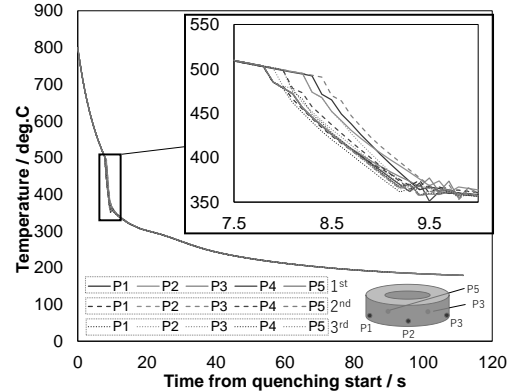 900
800
700
600
500
400
300
200
100
0
Temperature / deg.C
0 20 40 60 80 100 120
Time from quenching start / s
550
500
450
400
350
7.5 8.5 9.5
P1 P2 P3 P4 P5 1st
P1 P2 P3 P4 P5 2nd
P1 P2 P3 P4 P5 3rd
P5
P3
P1
P2
P3